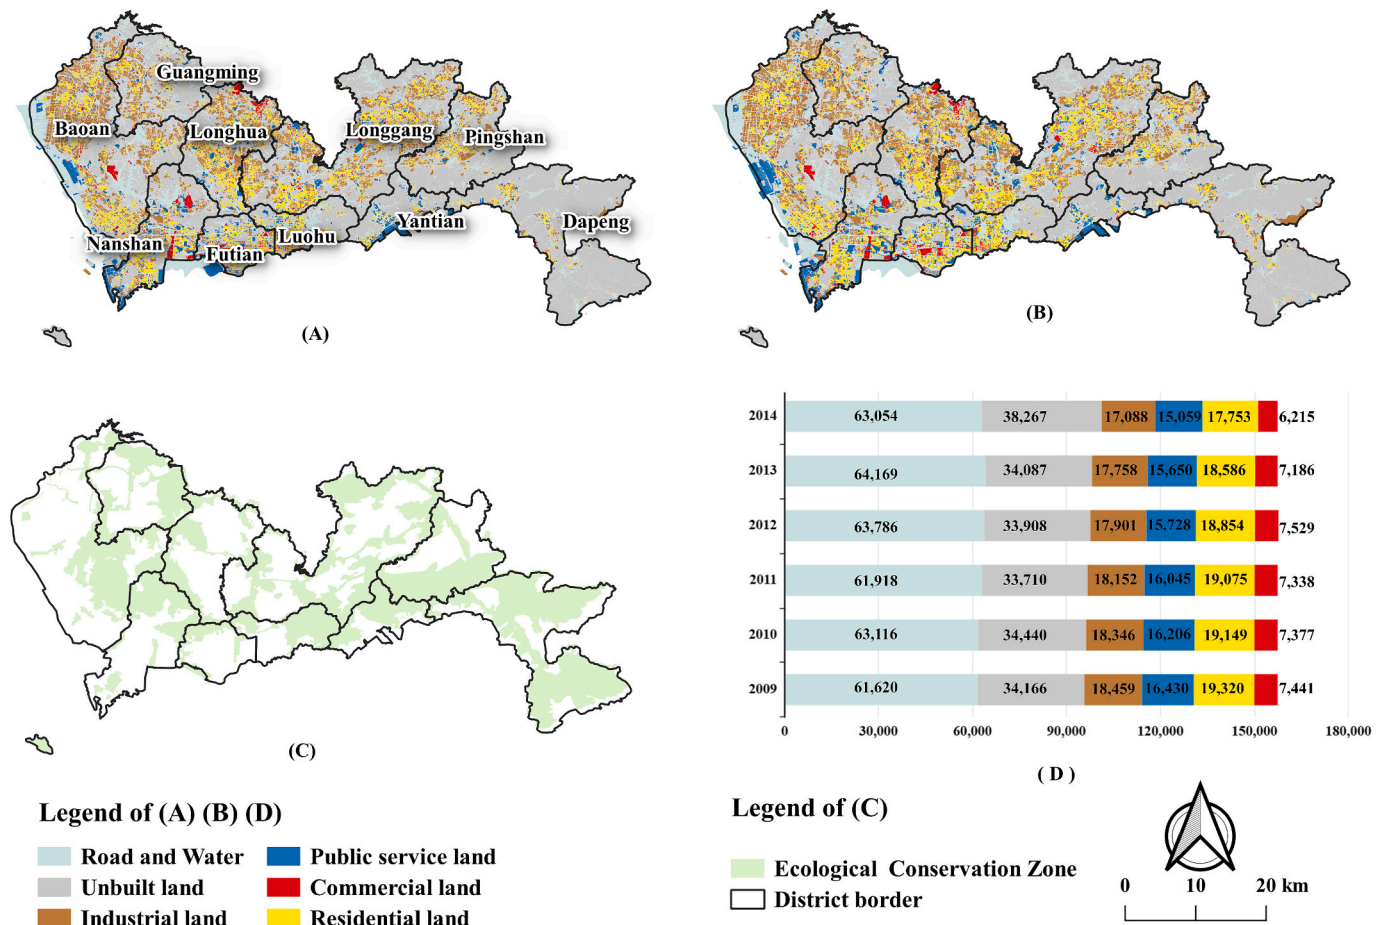 Guangming
Baoan
Longhua
Longgang
Pingshan
Nanshan
Futian
Luohu
Yantian
Dapeng
(A)
(B)
(C)
2014 63,054 38,267 17,088 15,059 17,753 6,215
2013 64,169 34,087 17,758 15,650 18,586 7,186
2012 63,786 33,908 17,901 15,728 18,854 7,529
2011 61,918 33,710 18,152 16,045 19,075 7,338
2010 63,116 34,440 18,346 16,206 19,149 7,377
2009 61,620 34,166 18,459 16,430 19,320 7,441
0 30,000 60,000 90,000 120,000 150,000 180,000
( D )
Legend of (A) (B) (D)
Road and Water
Public service land
Unbuilt land
Commercial land
Industrial land
Residential land
Legend of (C)
Ecological Conservation Zone
District border
0 10 20 km